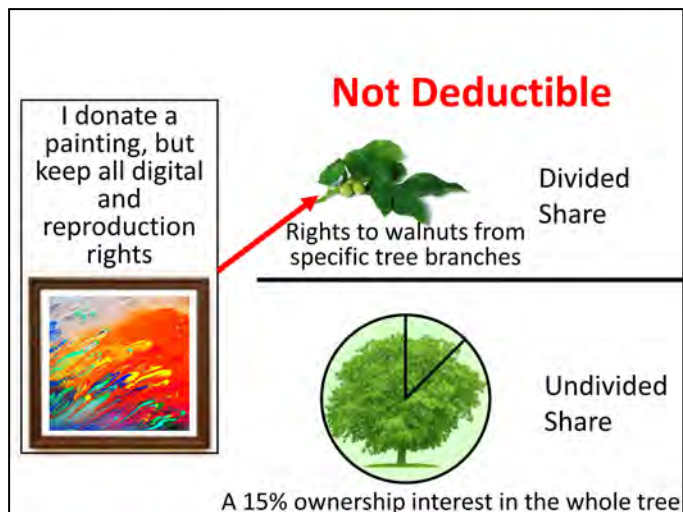 I donate a
painting, but
keep all digital
and
reproduction
rights
Not Deductible
Divided
Share
Rights to walnuts from
specific tree branches
Undivided
Share
A 15% ownership interest in the whole tree